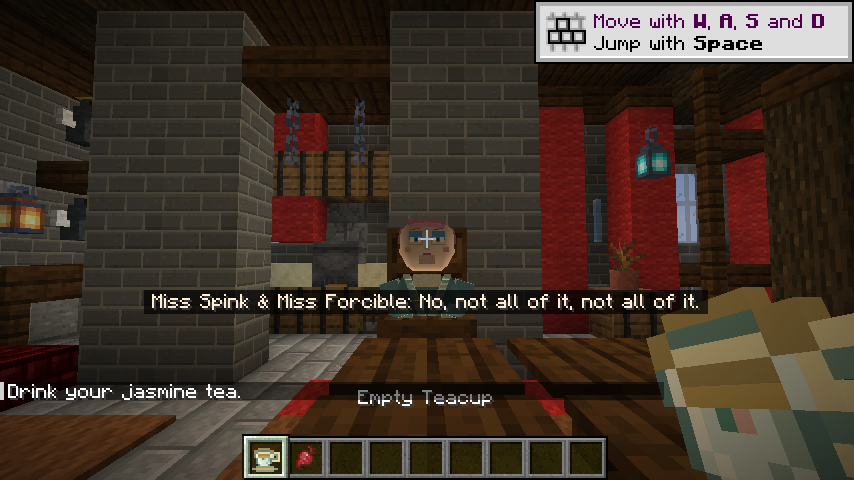 Move with W, A, S and D
Jump with Space
Miss Spink & Miss Forcible: No, not all of it, not all of it.
Drink your jasmine tea.
Empty Teacup